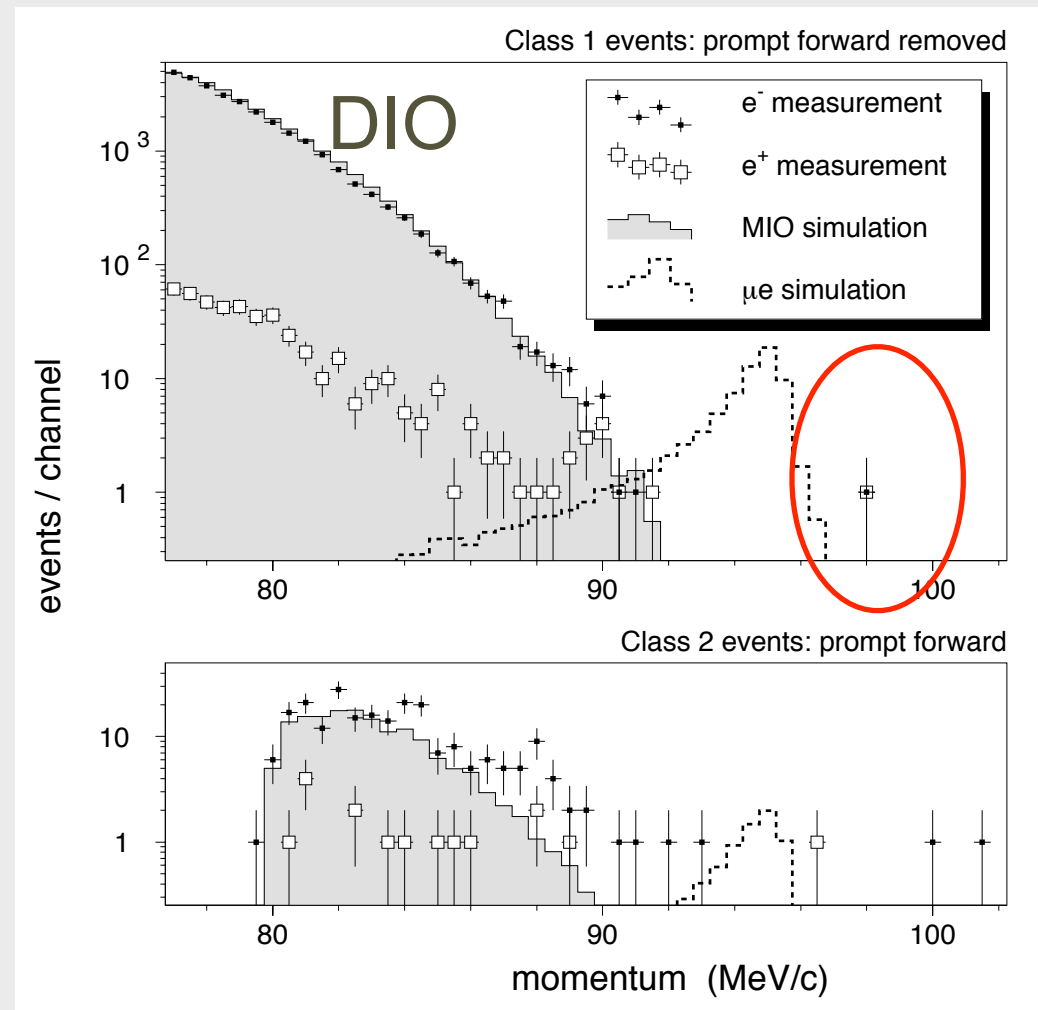 Class 1 events: prompt forward removed
DIO
e⁻ measurement
e⁺ measurement
MIO simulation
μe simulation
10³
10²
10
1
80
90
100
events / channel
Class 2 events: prompt forward
10
1
80
90
100
momentum (MeV/c)